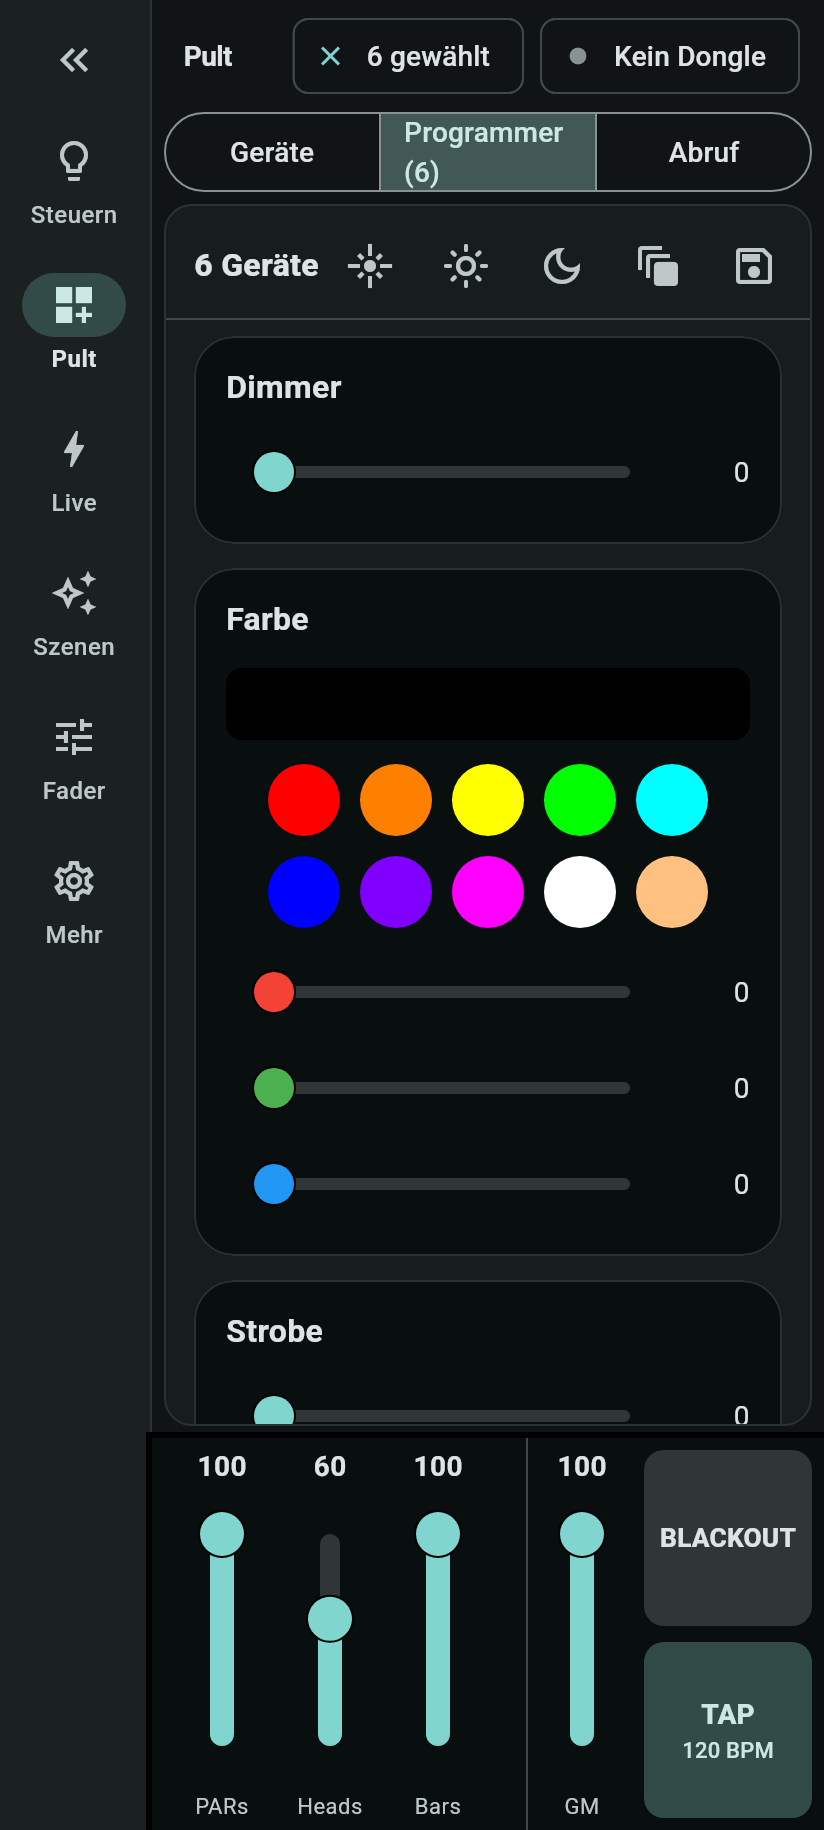 Steuern
Pult
Live
Szenen
Fader
Mehr
Pult
6 gewählt
Kein Dongle
Geräte
Programmer
(6)
Abruf
6 Geräte
Dimmer
0
Farbe
0
0
0
Strobe
0
100
60
100
100
PARs
Heads
Bars
GM
BLACKOUT
TAP
120 BPM